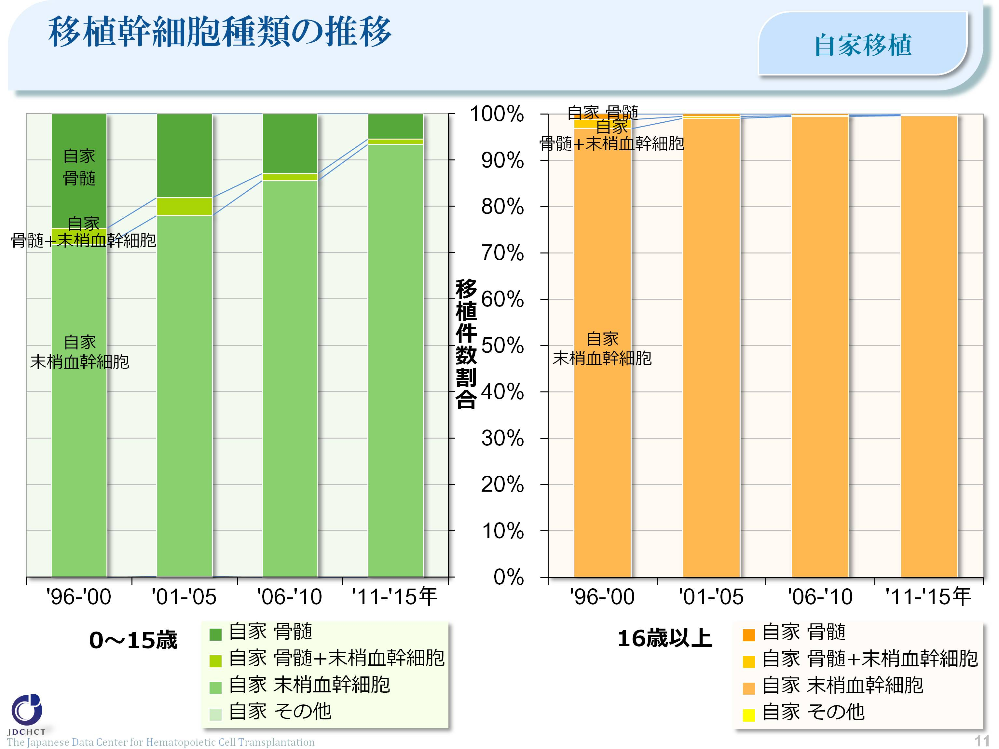 移植幹細胞種類の推移
自家移植
自家
骨髄
自家
骨髄+末梢血幹細胞
自家
末梢血幹細胞
移植件数割合
100%
90%
80%
70%
60%
50%
40%
30%
20%
10%
0%
自家 骨髄
自家
骨髄+末梢血幹細胞
自家
末梢血幹細胞
'96-'00
'01-'05
'06-'10
'11-'15年
'96-'00
'01-'05
'06-'10
'11-'15年
0～15歳
自家 骨髄
自家 骨髄+末梢血幹細胞
自家 末梢血幹細胞
自家 その他
16歳以上
自家 骨髄
自家 骨髄+末梢血幹細胞
自家 末梢血幹細胞
自家 その他
JDCHCT
The Japanese Data Center for Hematopoietic Cell Transplantation
11